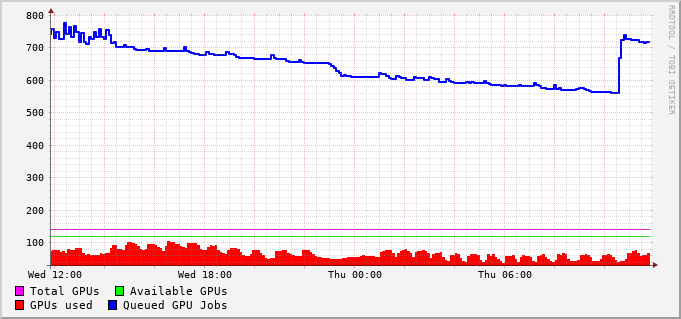 800
700
600
500
400
300
200
100
Wed 12:00 Wed 18:00 Thu 00:00 Thu 06:00
Total GPUs Available GPUs
GPUs used Queued GPU Jobs
RRDTOOL / TOBI OETIKER